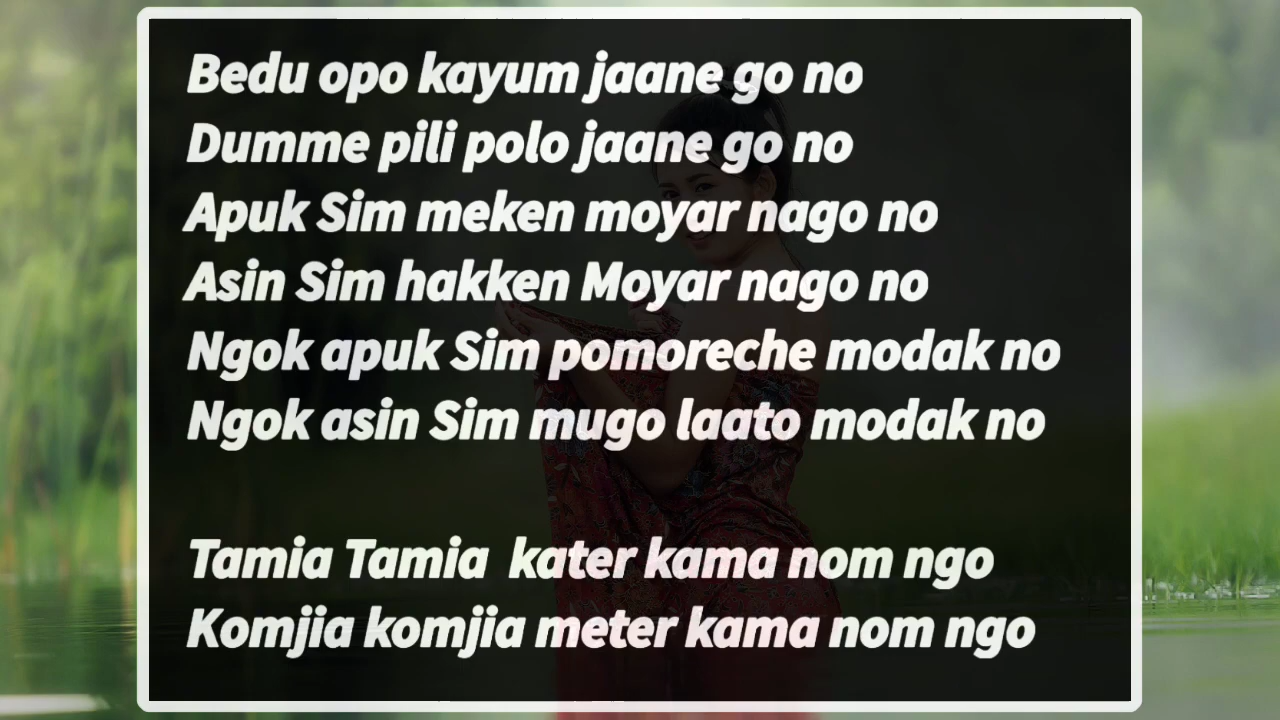 Bedu opo kayum jaane go no
Dumme pili polo jaane go no
Apuk Sim meken moyar nago no
Asin Sim hakken Moyar nago no
Ngok apuk Sim pomoreche modak no
Ngok asin Sim mugo laato modak no
Tamia Tamia kater kama nom ngo
Komjia komjia meter kama nom ngo